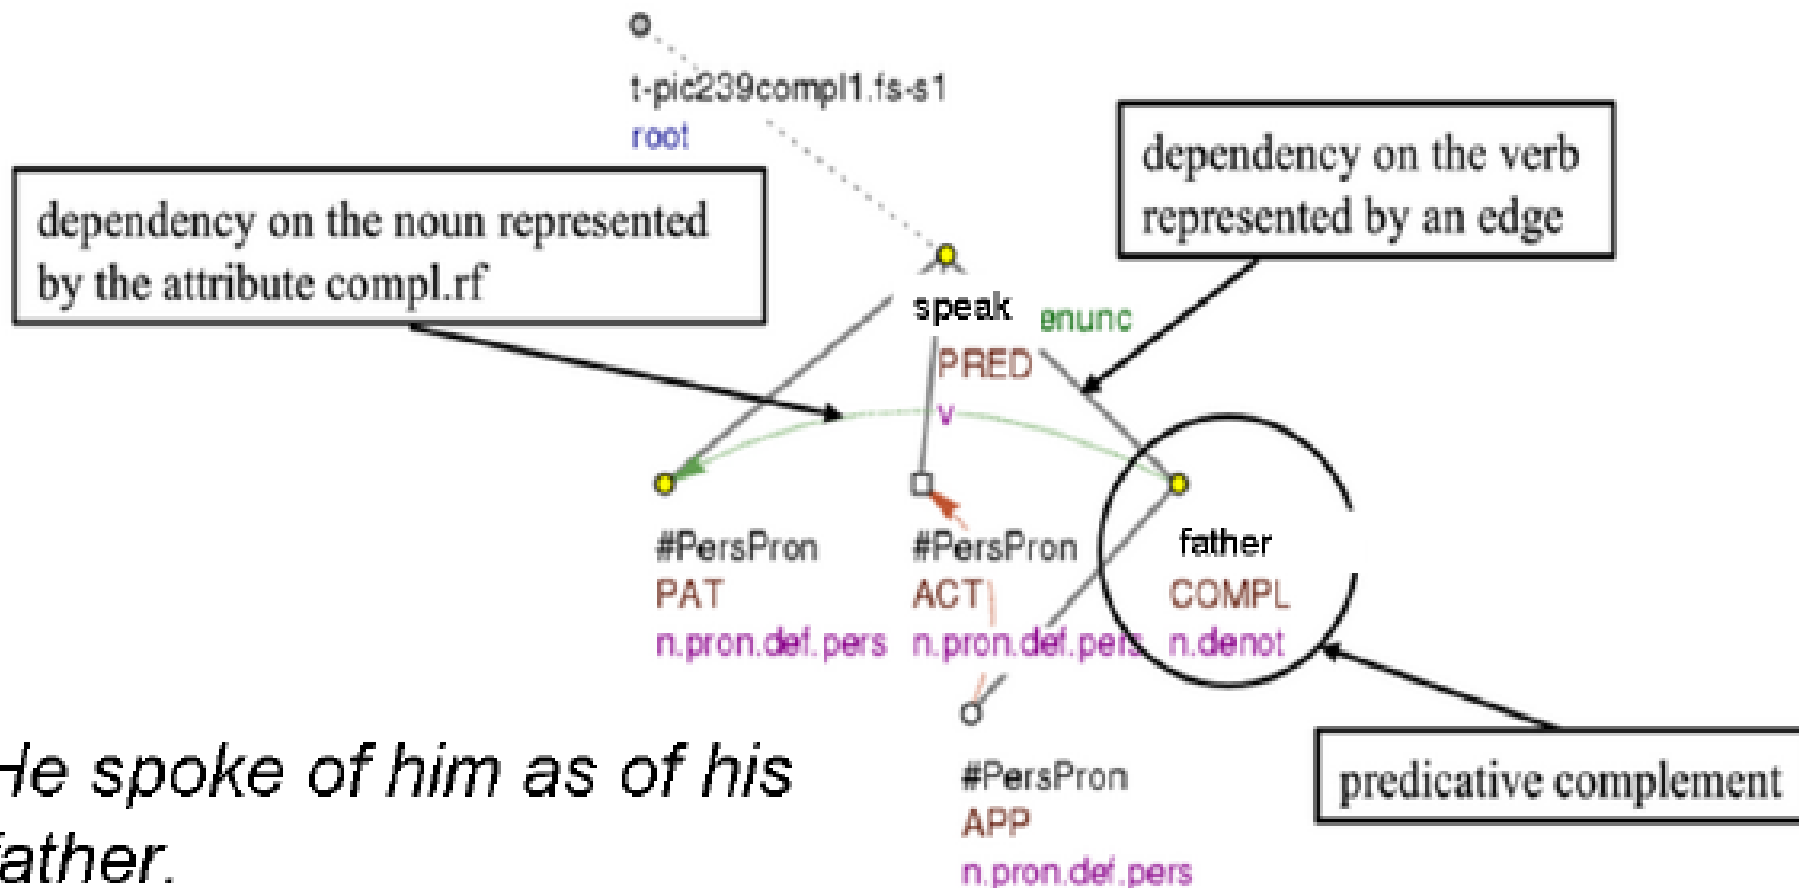 t-pic239compl1.fs-s1
root
dependency on the verb
represented by an edge
dependency on the noun represented
by the attribute compl.rf
speak
enunc
PRED
v
#PersPron
PAT
n.pron.def.pers
#PersPron
ACT
n.pron.def.pers
father
COMPL
n.denot
#PersPron
APP
n.pron.def.pers
predicative complement
He spoke of him as of his
father.